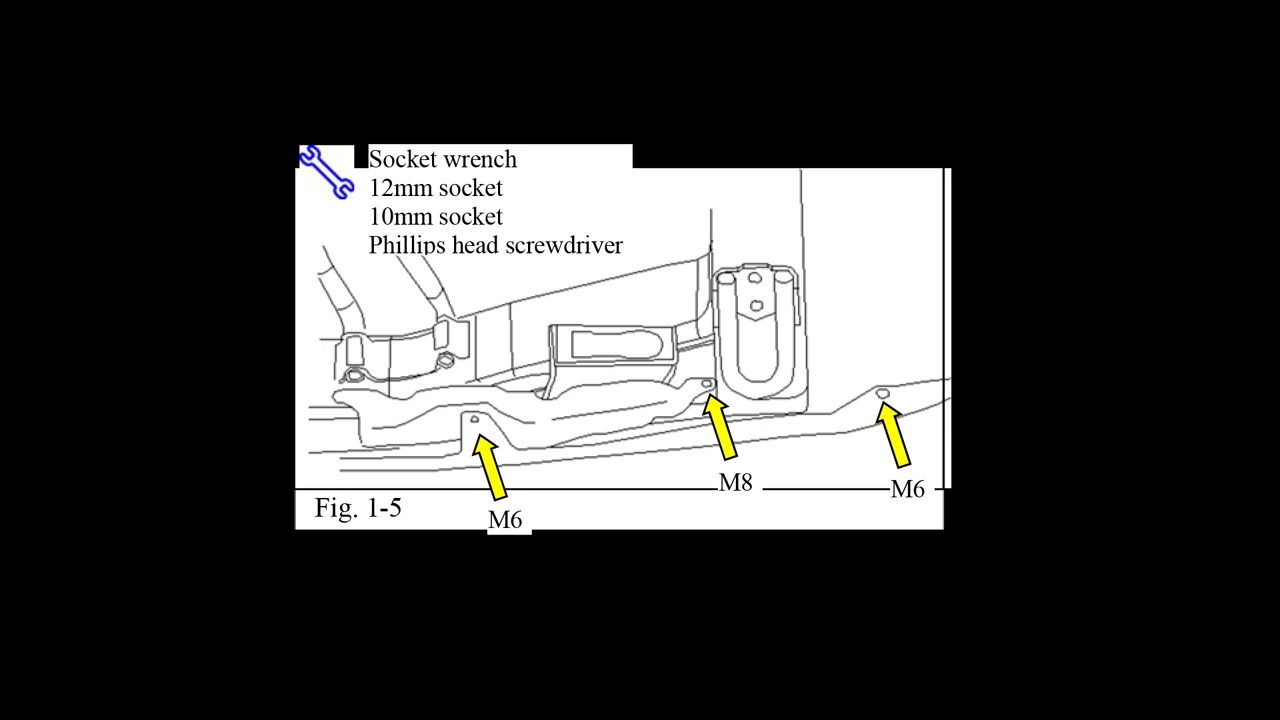 Socket wrench
12mm socket
10mm socket
Phillips head screwdriver
M8
M6
Fig. 1-5
M6